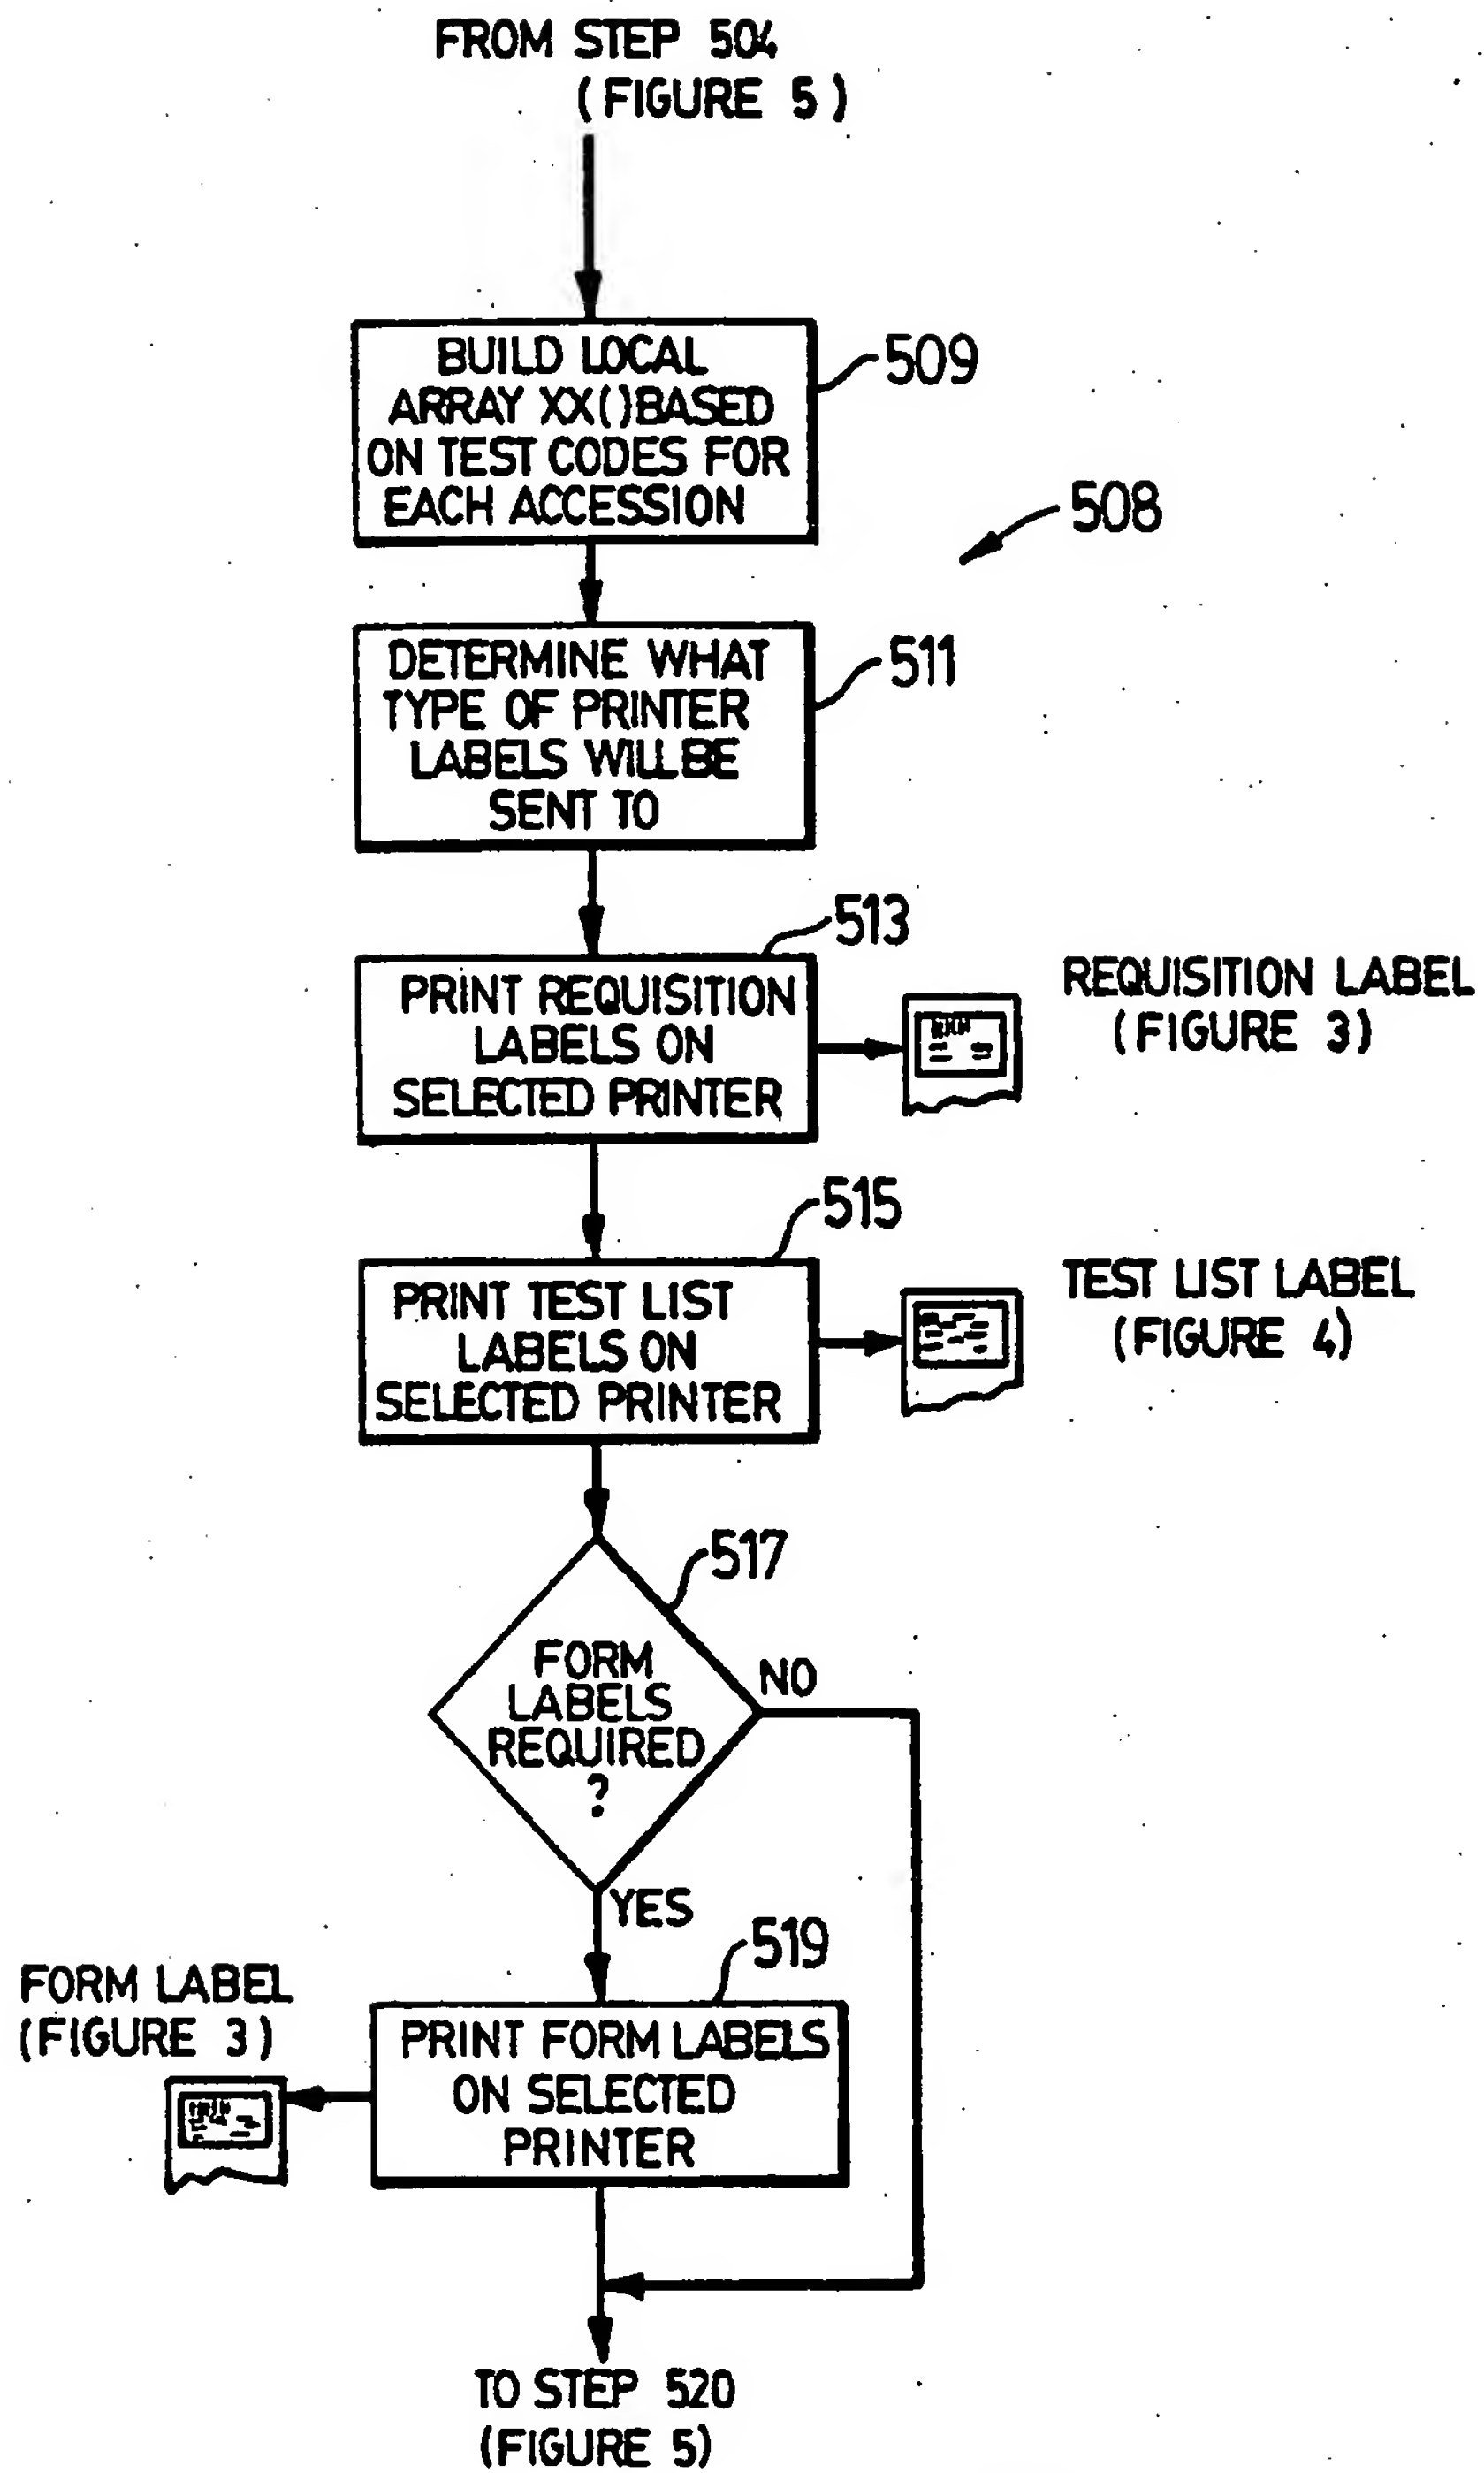 FROM STEP 504
(FIGURE 5)
BUILD LOCAL
ARRAY XX()BASED
ON TEST CODES FOR
EACH ACCESSION
509
508
DETERMINE WHAT
TYPE OF PRINTER
LABELS WILL BE
SENT TO
511
513
PRINT REQUISITION
LABELS ON
SELECTED PRINTER
REQUISITION LABEL
(FIGURE 3)
515
PRINT TEST LIST
LABELS ON
SELECTED PRINTER
TEST LIST LABEL
(FIGURE 4)
517
FORM
LABELS
REQUIRED
?
NO
YES
519
FORM LABEL
(FIGURE 3)
PRINT FORM LABELS
ON SELECTED
PRINTER
TO STEP 520
(FIGURE 5)